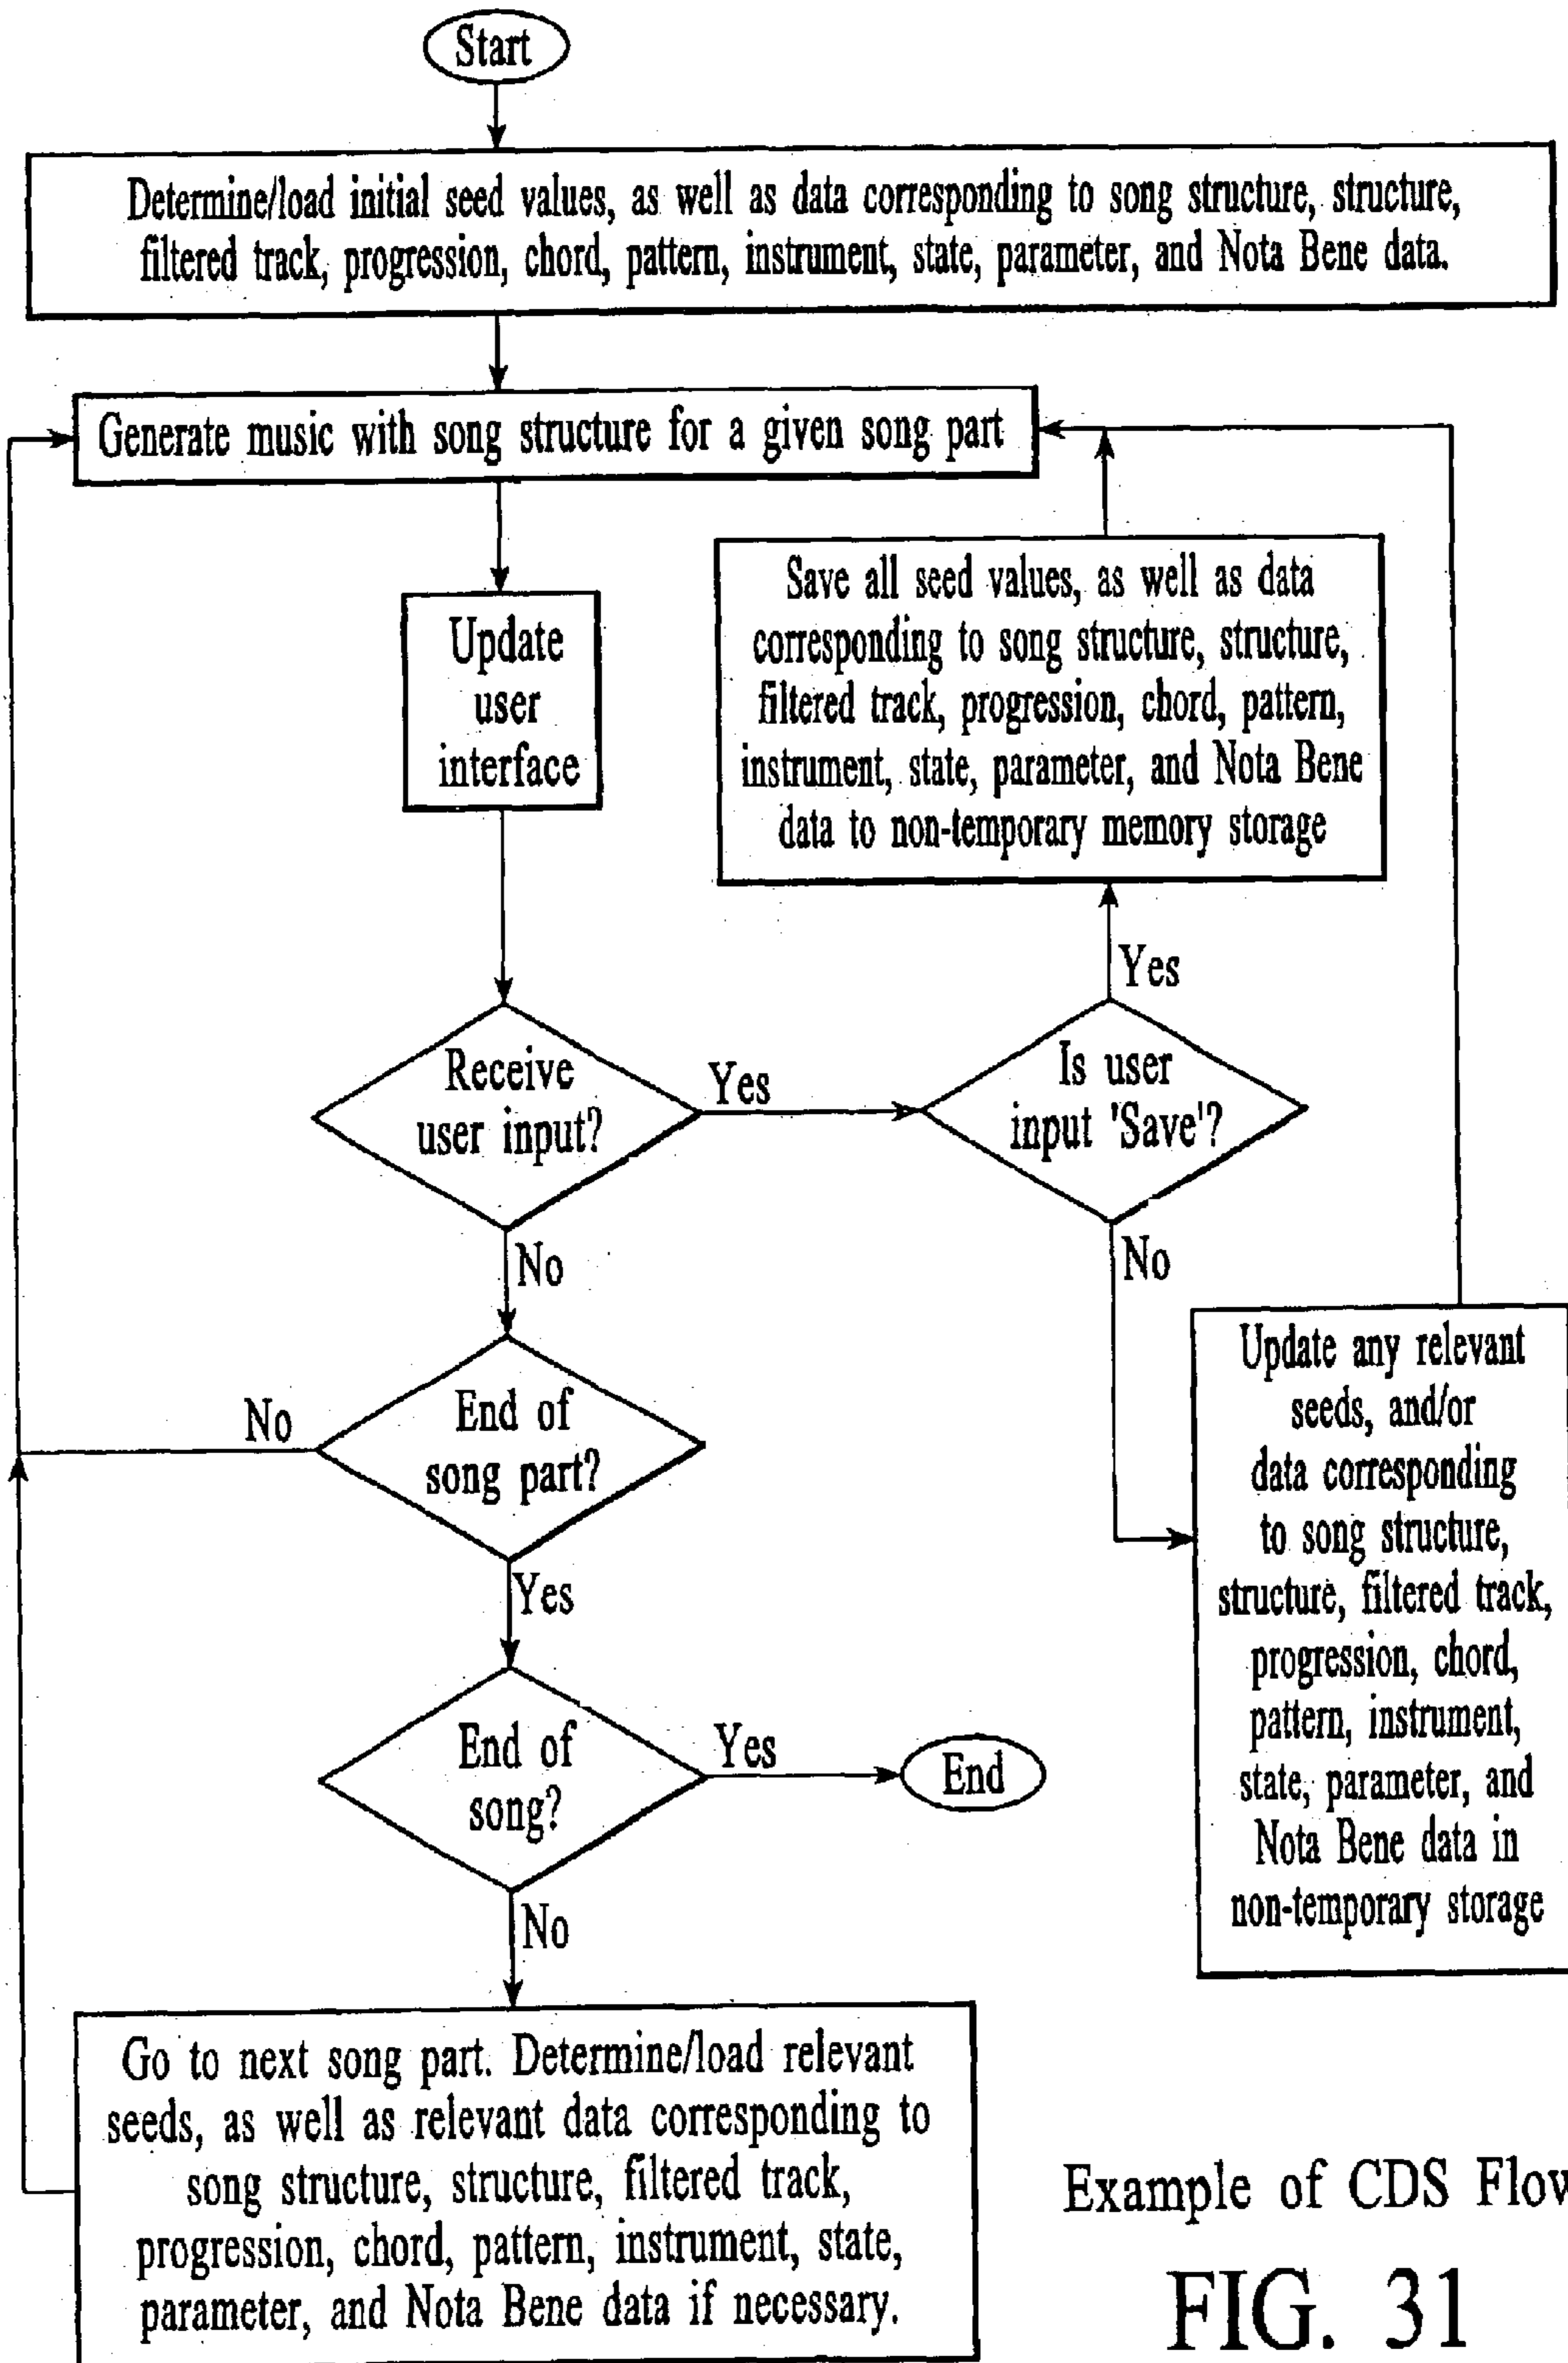 Start
Determine/load initial seed values, as well as data corresponding to song structure, structure,
filtered track, progression, chord, pattern, instrument, state, parameter, and Nota Bene data.
Generate music with song structure for a given song part
Update
user
interface
Save all seed values, as well as data
corresponding to song structure, structure,
filtered track, progression, chord, pattern,
instrument, state, parameter, and Nota Bene
data to non-temporary memory storage
Yes
Receive
user input?
Yes
Is user
input 'Save'?
No
No
Update any relevant
seeds, and/or
data corresponding
to song structure,
structure, filtered track,
progression, chord,
pattern, instrument,
state, parameter, and
Nota Bene data in
non-temporary storage
End of
song part?
No
Yes
End of
song?
Yes
End
No
Go to next song part. Determine/load relevant
seeds, as well as relevant data corresponding to
song structure, structure, filtered track,
progression, chord, pattern, instrument, state,
parameter, and Nota Bene data if necessary.
Example of CDS Flow
FIG. 31